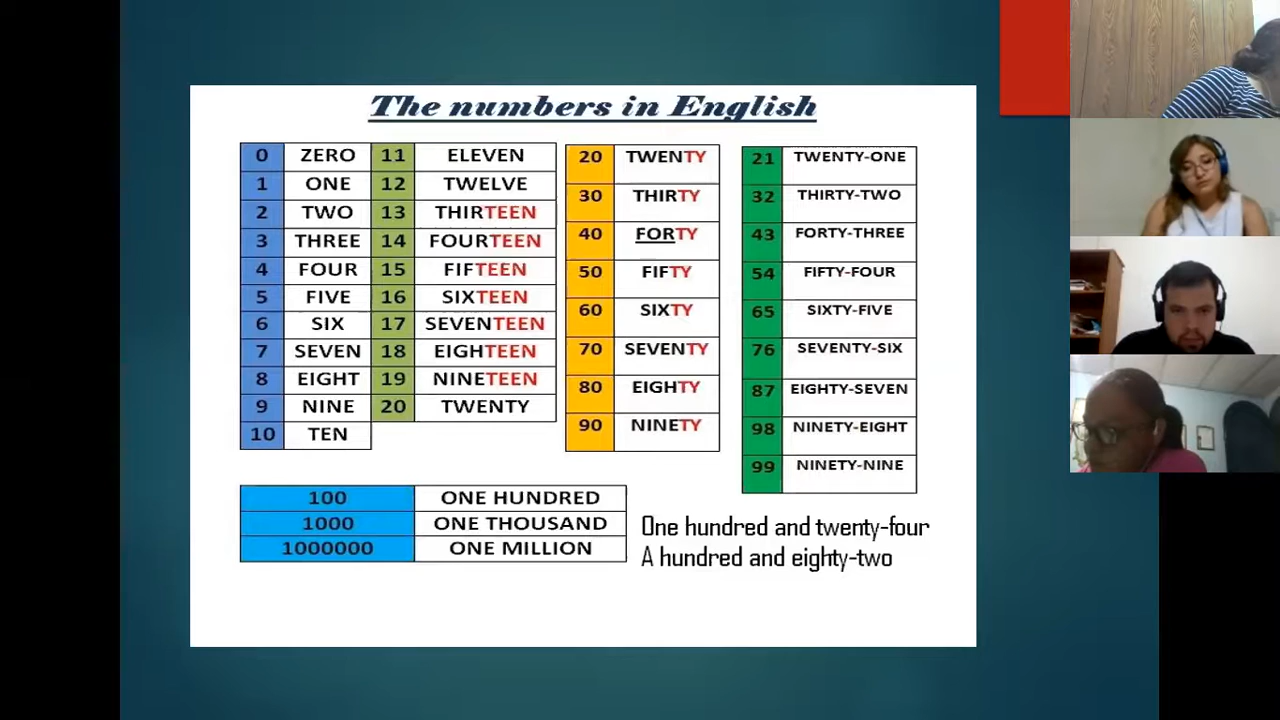 The numbers in English
0 ZERO 11 ELEVEN
1 ONE 12 TWELVE
2 TWO 13 THIRTEEN
3 THREE 14 FOURTEEN
4 FOUR 15 FIFTEEN
5 FIVE 16 SIXTEEN
6 SIX 17 SEVENTEEN
7 SEVEN 18 EIGHTEEN
8 EIGHT 19 NINETEEN
9 NINE 20 TWENTY
10 TEN
20 TWENTY
30 THIRTY
40 FORTY
50 FIFTY
60 SIXTY
70 SEVENTY
80 EIGHTY
90 NINETY
21 TWENTY-ONE
32 THIRTY-TWO
43 FORTY-THREE
54 FIFTY-FOUR
65 SIXTY-FIVE
76 SEVENTY-SIX
87 EIGHTY-SEVEN
98 NINETY-EIGHT
99 NINETY-NINE
100 ONE HUNDRED
1000 ONE THOUSAND
1000000 ONE MILLION
One hundred and twenty-four
A hundred and eighty-two